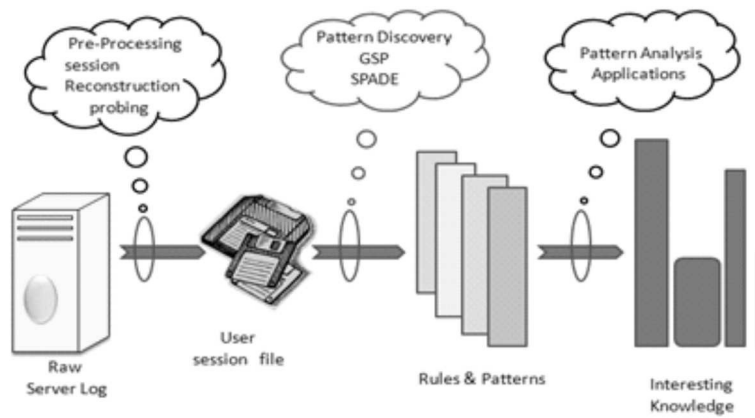 Pre-Processing
session
Reconstruction
probing
Pattern Discovery
GSP
SPADE
Pattern Analysis
Applications
Raw
Server Log
User
session file
Rules & Patterns
Interesting
Knowledge